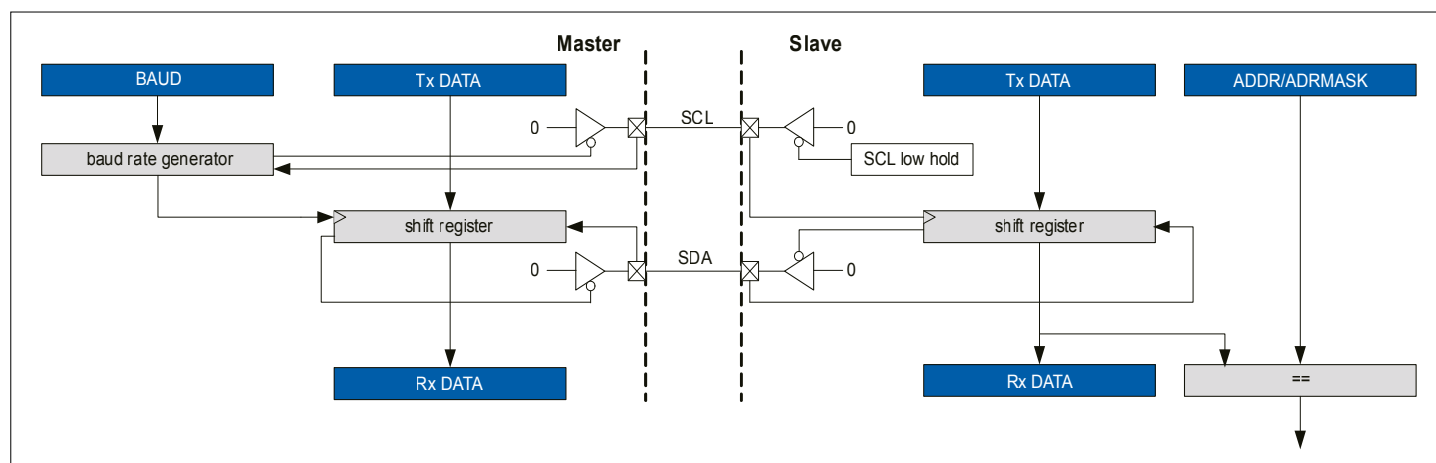 Master
Slave
BAUD
Tx DATA
Tx DATA
ADDR/ADRMASK
0
SCL
0
baud rate generator
SCL low hold
shift register
shift register
0
SDA
0
Rx DATA
Rx DATA
==